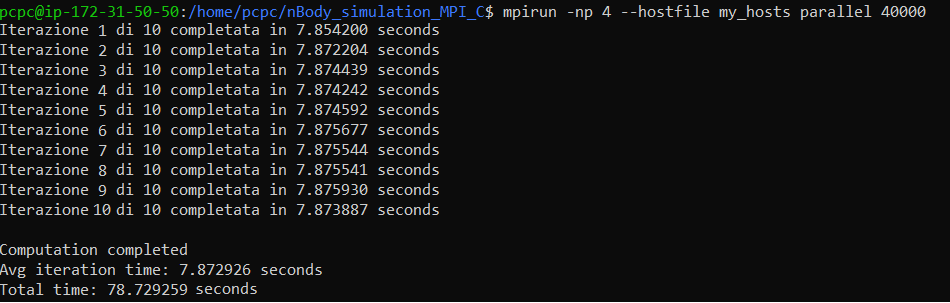 pcpc@ip-172-31-50-50:/home/pcpc/nBody_simulation_MPI_C$ mpirun -np 4 --hostfile my_hosts parallel 40000
Iterazione 1 di 10 completata in 7.854200 seconds
Iterazione 2 di 10 completata in 7.872204 seconds
Iterazione 3 di 10 completata in 7.874439 seconds
Iterazione 4 di 10 completata in 7.874242 seconds
Iterazione 5 di 10 completata in 7.874592 seconds
Iterazione 6 di 10 completata in 7.875677 seconds
Iterazione 7 di 10 completata in 7.875544 seconds
Iterazione 8 di 10 completata in 7.875541 seconds
Iterazione 9 di 10 completata in 7.875930 seconds
Iterazione 10 di 10 completata in 7.873887 seconds
Computation completed
Avg iteration time: 7.872926 seconds
Total time: 78.729259 seconds